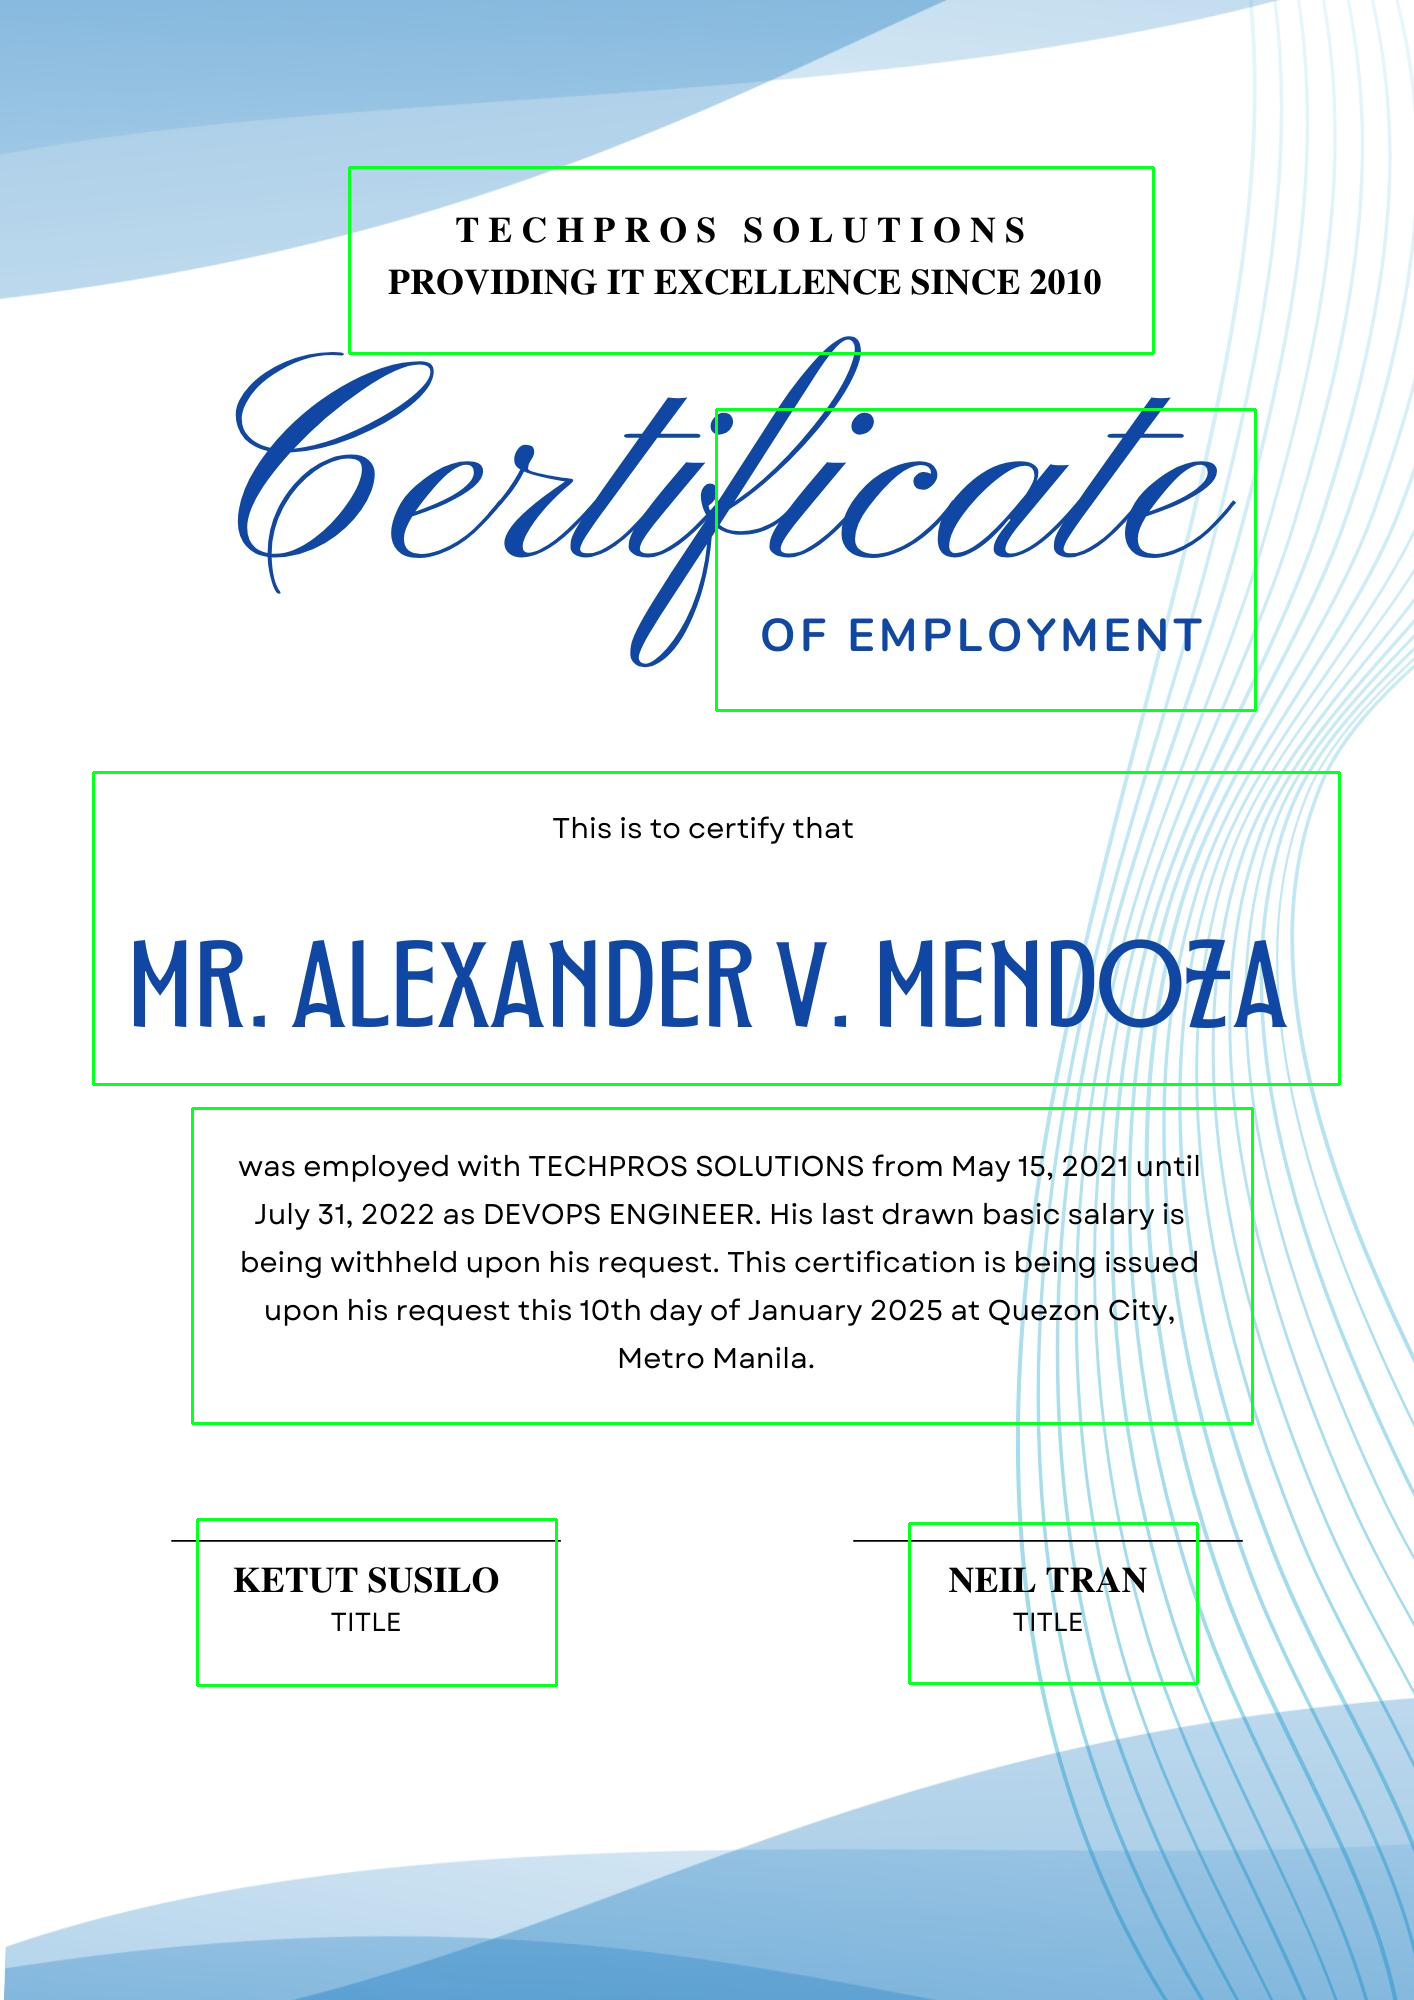 TECHPROS SOLUTIONS
PROVIDING IT EXCELLENCE SINCE 2010
Certificate
OF EMPLOYMENT
This is to certify that
MR. ALEXANDER V. MENDOZA
was employed with TECHPROS SOLUTIONS from May 15, 2021 until
July 31, 2022 as DEVOPS ENGINEER. His last drawn basic salary is
being withheld upon his request. This certification is being issued
upon his request this 10th day of January 2025 at Quezon City,
Metro Manila.
KETUT SUSILO
TITLE
NEIL TRAN
TITLE